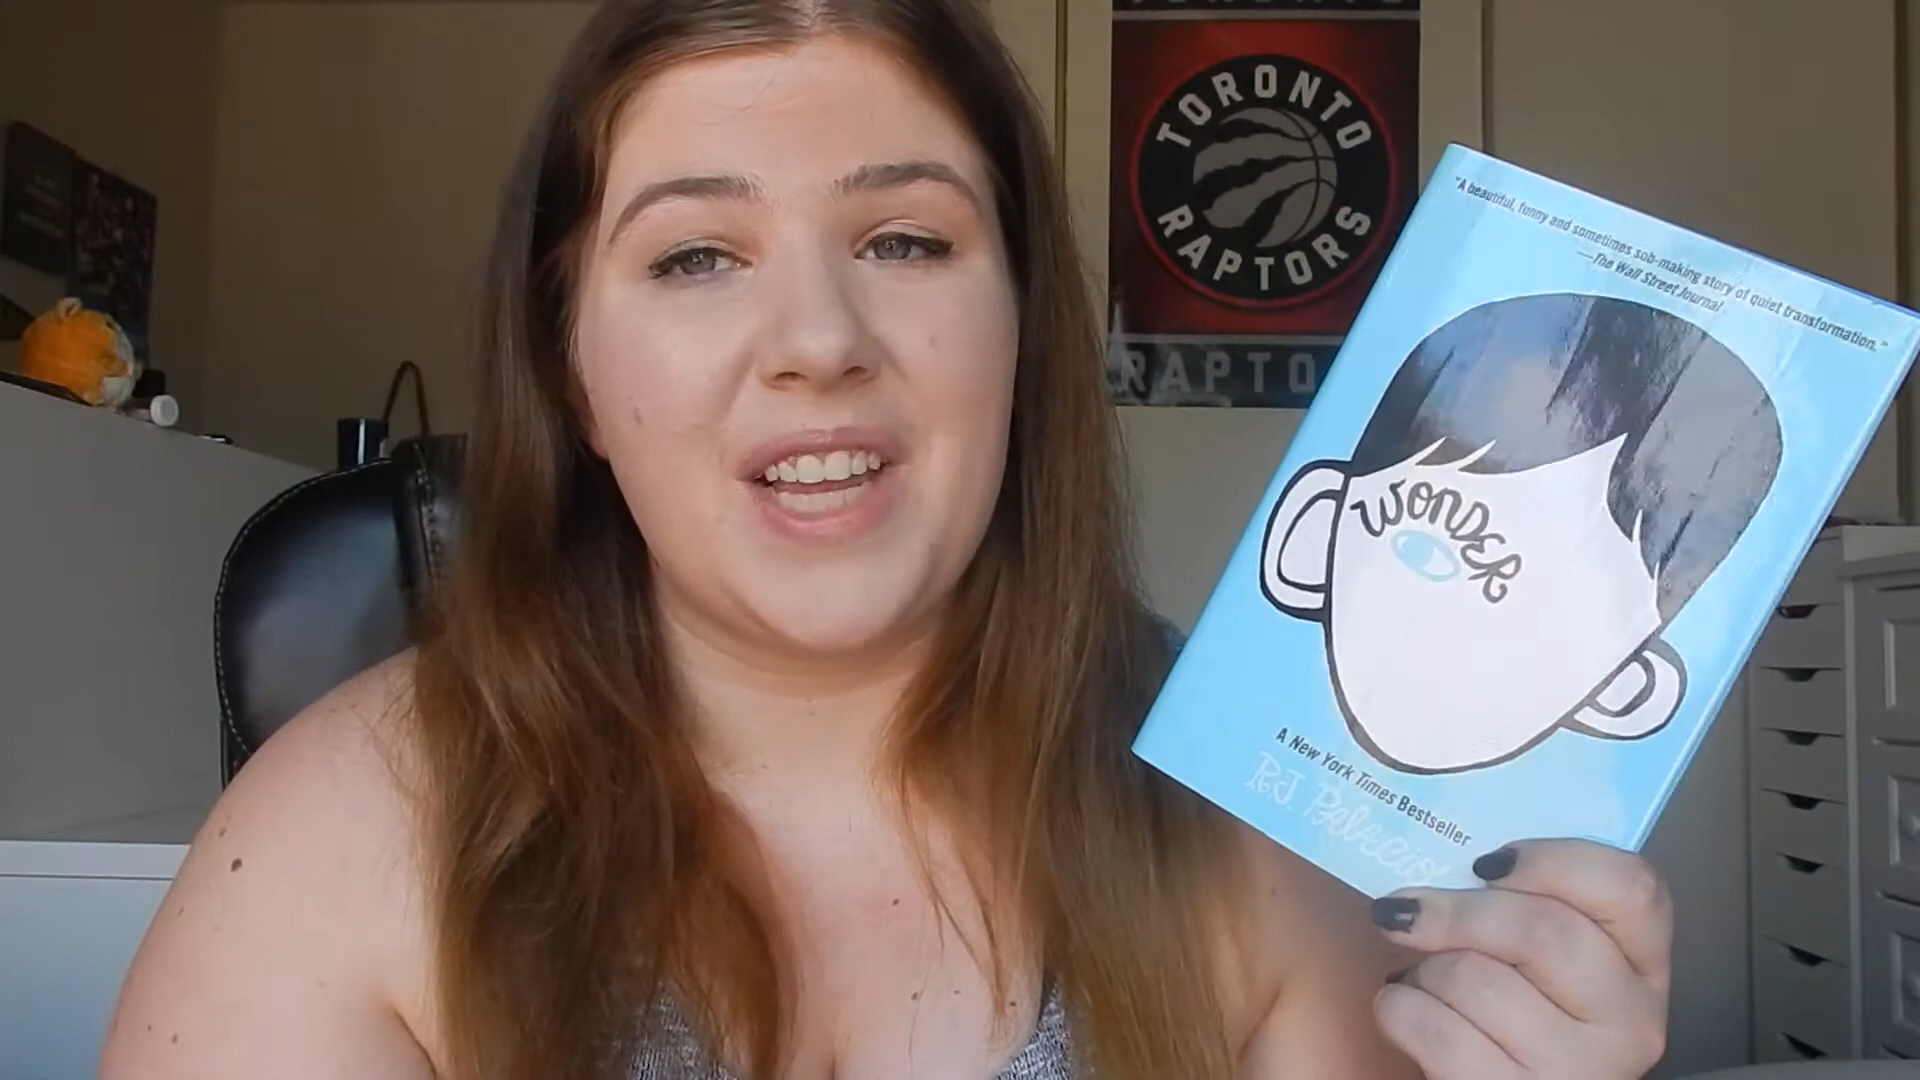 TORONTO
RAPTORS
RAPTO
"A beautiful, funny and sometimes sob-making story of quiet transformation."
—The Wall Street Journal
WONDER
A New York Times Bestseller
R.J. Palacio